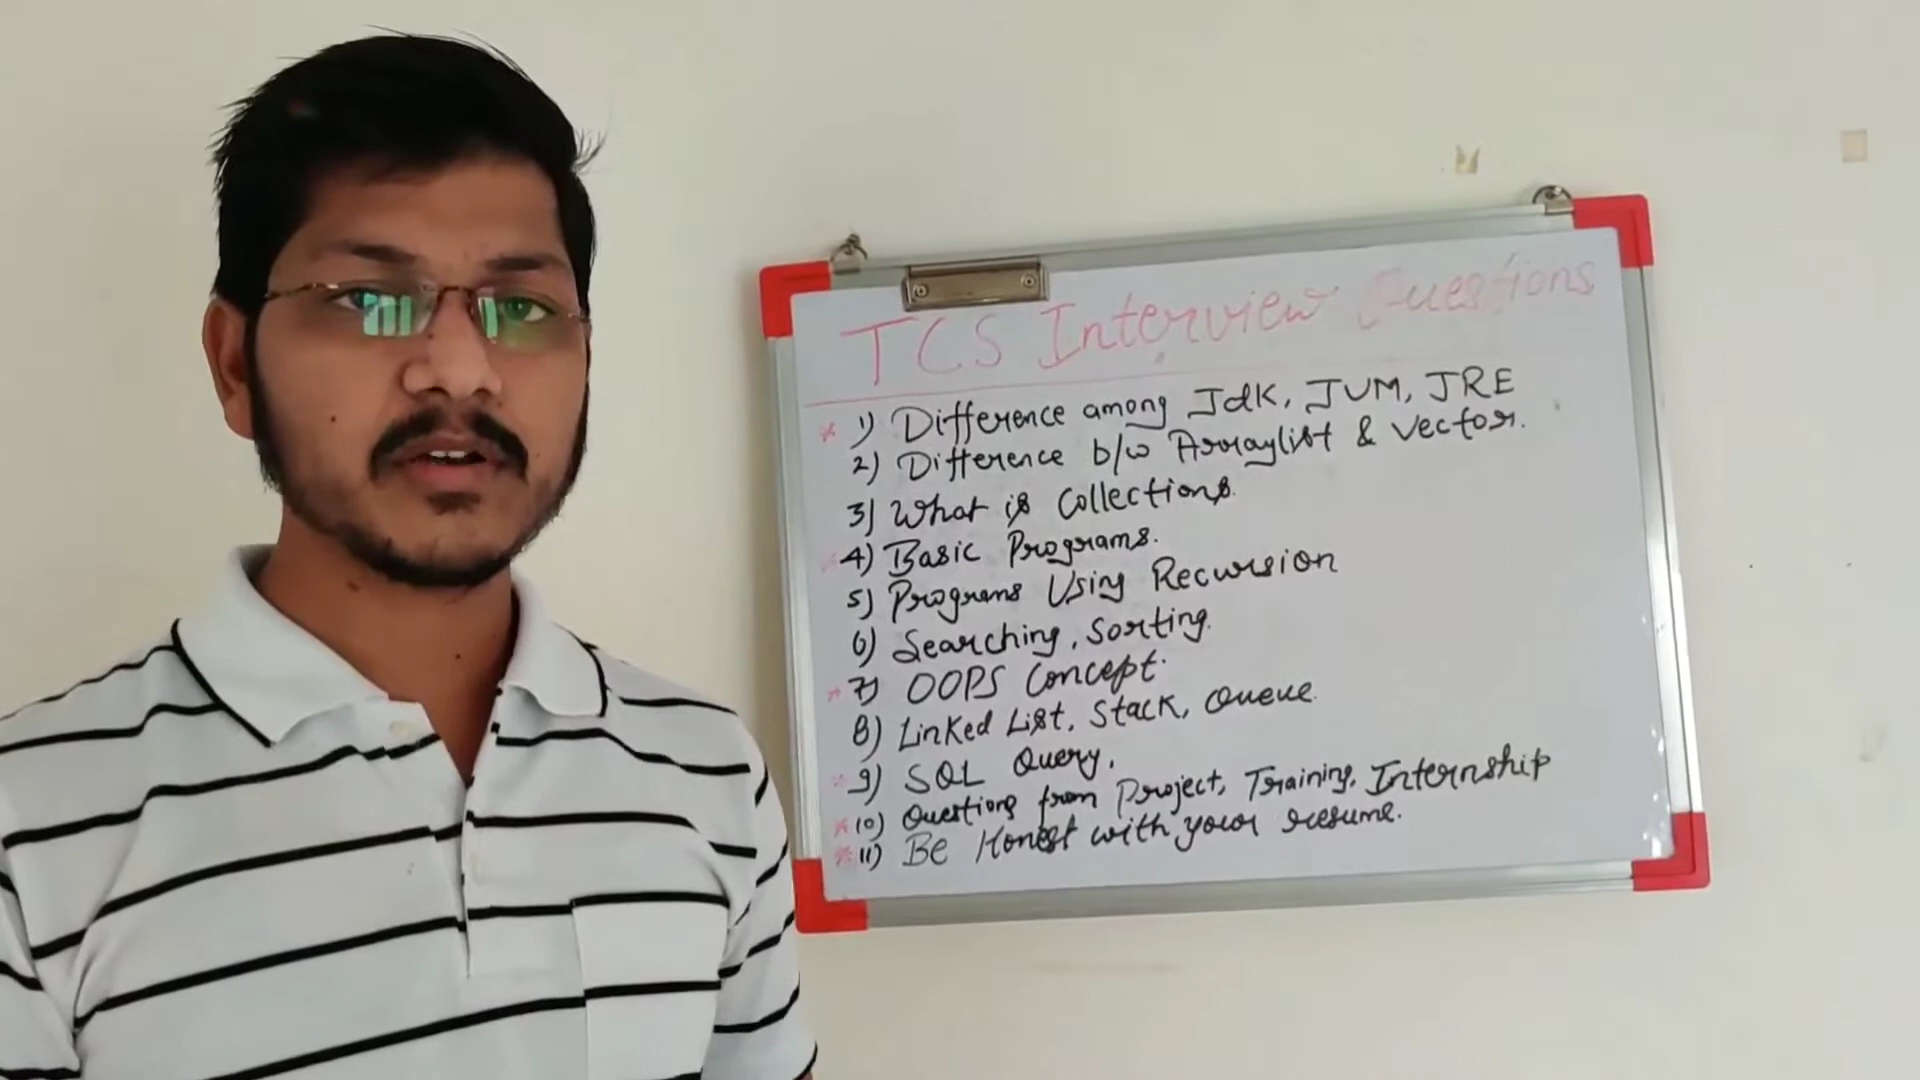 TCS Interview Questions
* 1) Difference among JdK, JVM, JRE
2) Difference b/w Arraylist & Vector.
3) What is Collections.
* 4) Basic Programs.
5) Programs Using Recursion
6) Searching, Sorting.
* 7) OOPS Concept.
8) Linked List, Stack, Queue.
* 9) SQL Query.
* 10) Questions from Project, Training, Internship
* 11) Be Honest with your resume.